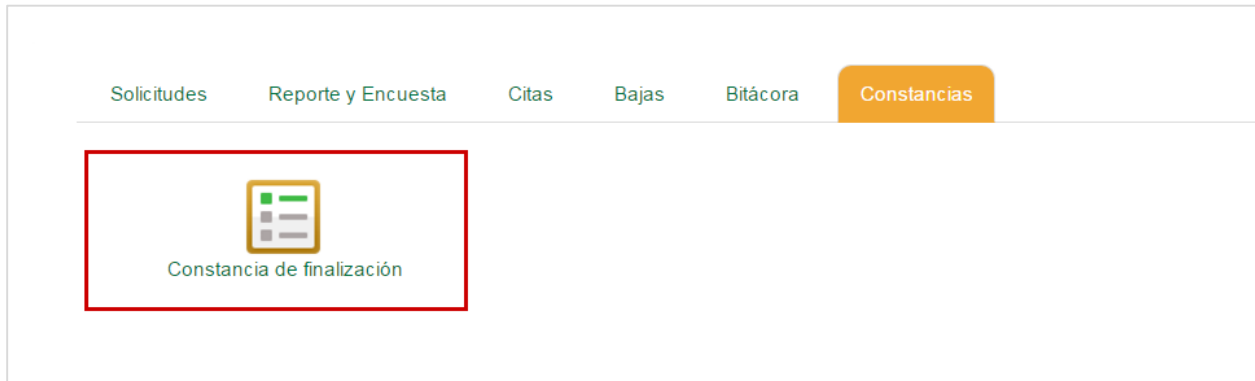 Solicitudes Reporte y Encuesta Citas Bajas Bitácora Constancias
Constancia de finalización